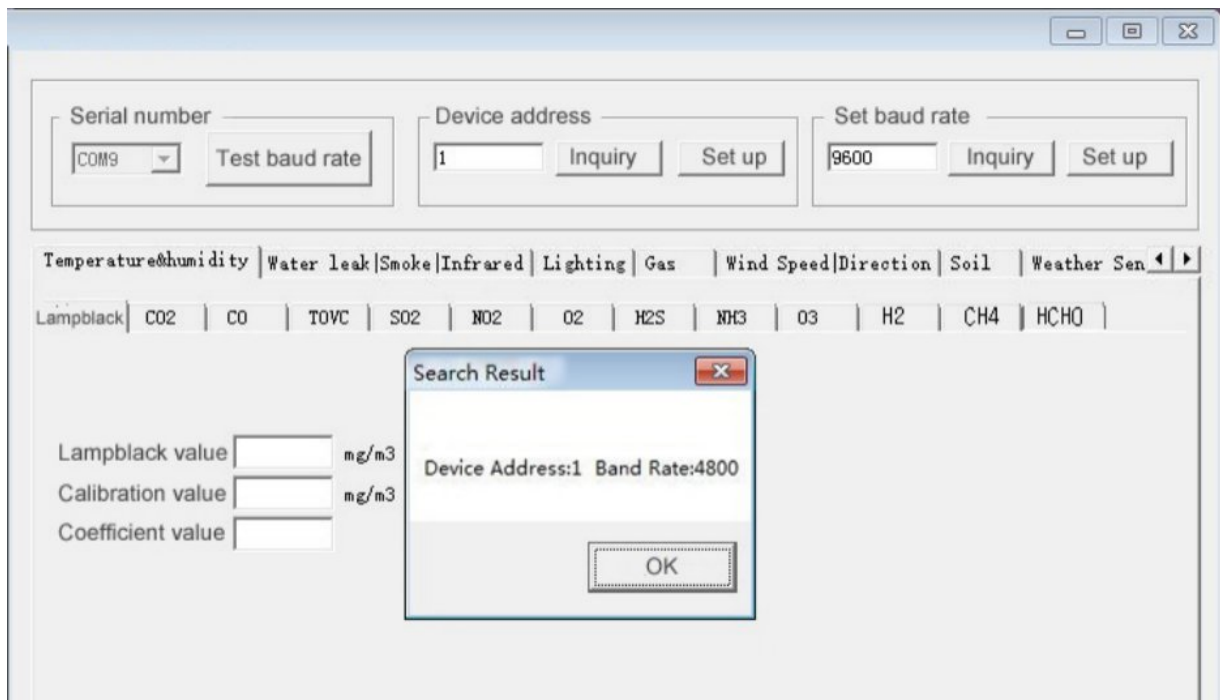 Serial number
Device address
Set baud rate
COM9 Test baud rate
1 Inquiry Set up
9600 Inquiry Set up
Temperature&humidity Water leak Smoke Infrared Lighting Gas Wind Speed Direction Soil Weather Sen
Lampblack CO2 CO TOVC SO2 NO2 O2 H2S NH3 O3 H2 CH4 HCHO
Search Result
Device Address:1 Band Rate:4800
OK
Lampblack value mg/m3
Calibration value mg/m3
Coefficient value